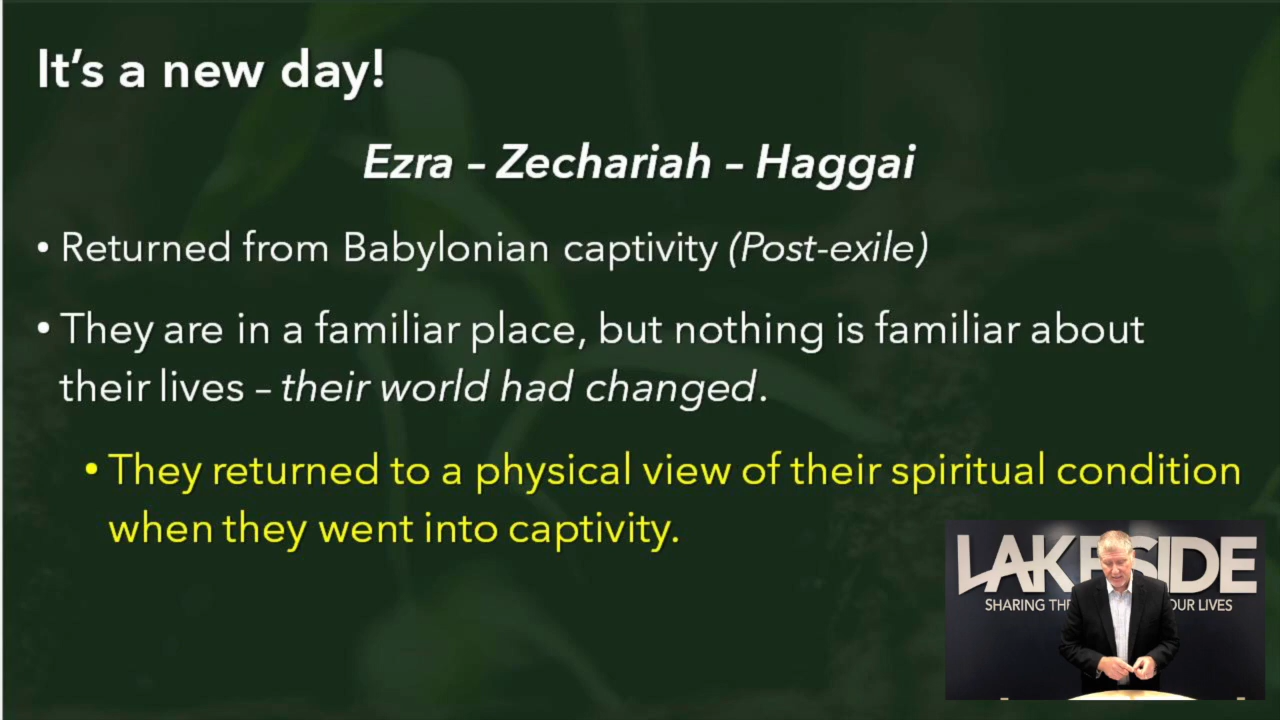 It's a new day!
Ezra – Zechariah – Haggai
• Returned from Babylonian captivity (Post-exile)
• They are in a familiar place, but nothing is familiar about
their lives – their world had changed.
• They returned to a physical view of their spiritual condition
when they went into captivity.
LAKESIDE
SHARING THE OUR LIVES